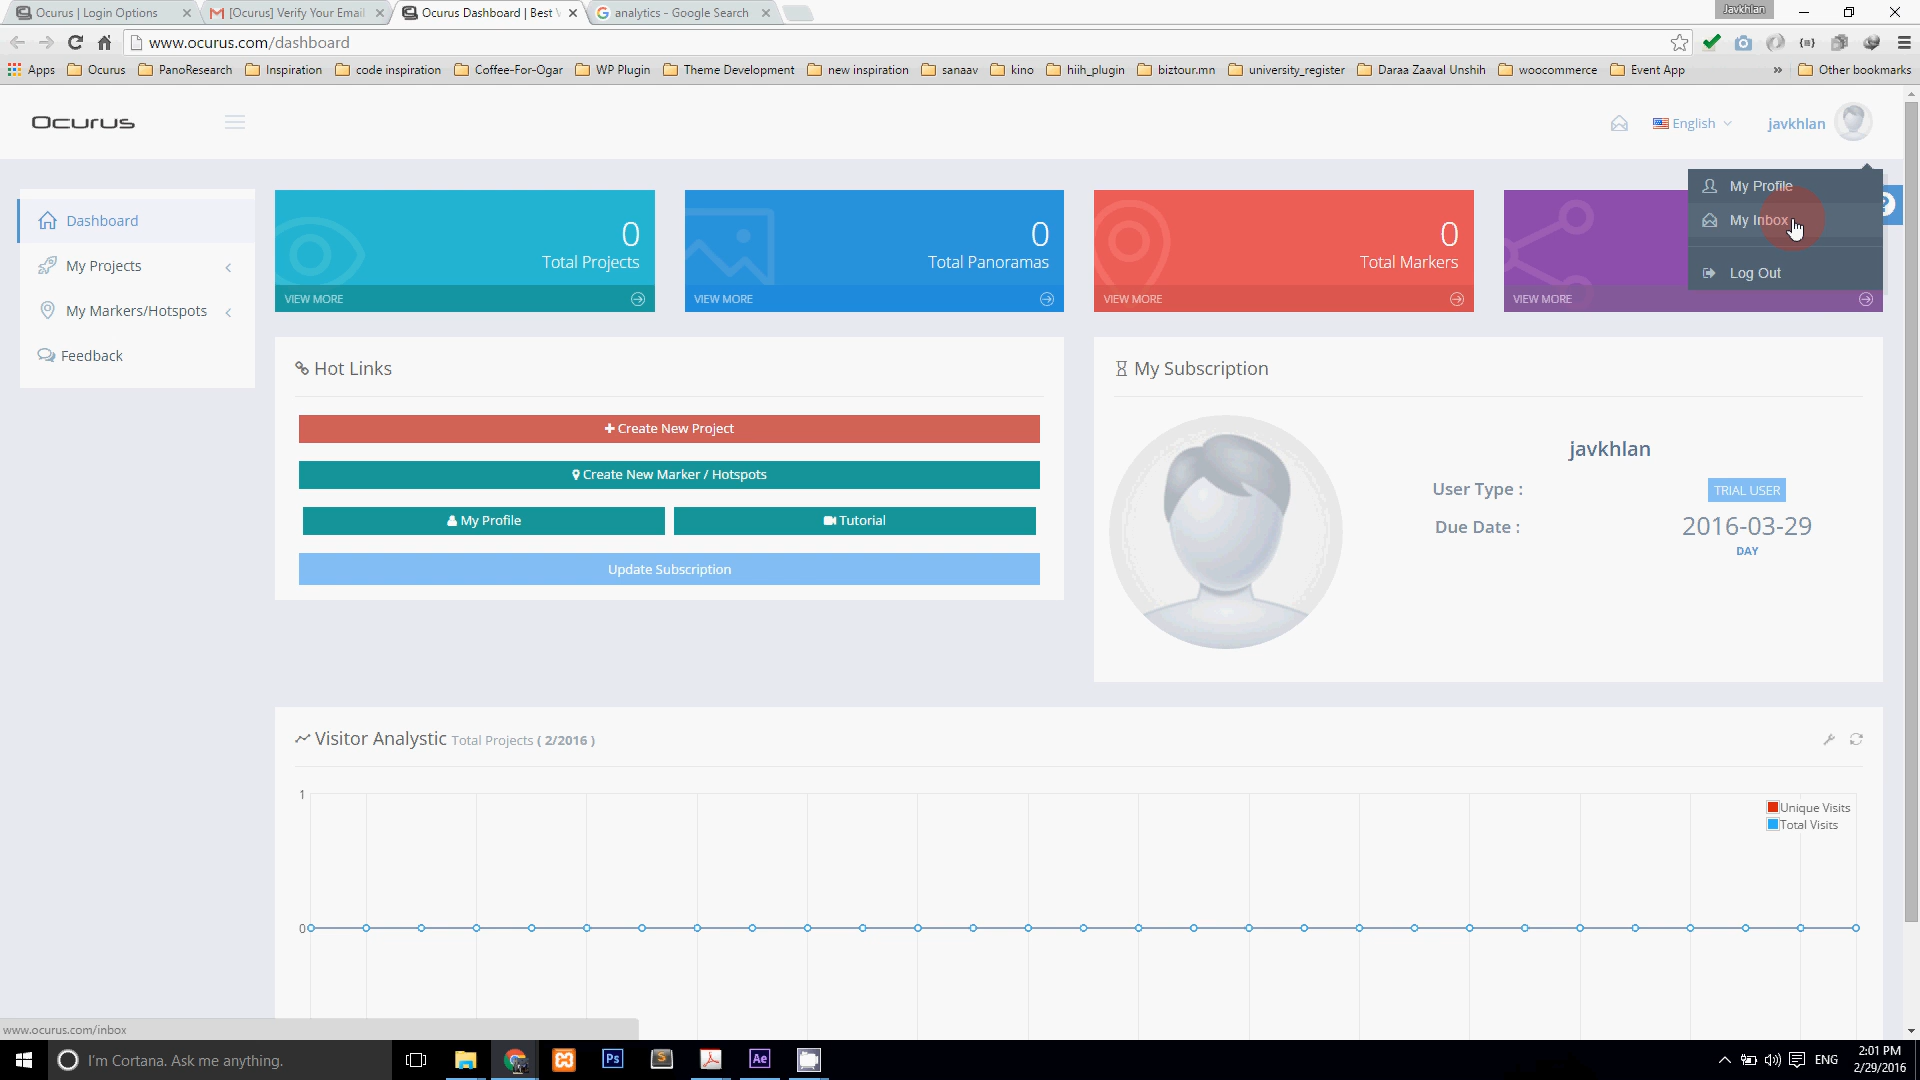 Ocurus | Login Options
[Ocurus] Verify Your Email
Ocurus Dashboard | Best
analytics - Google Search
Javkhlan
www.ocurus.com/dashboard
Apps
Ocurus
PanoResearch
Inspiration
code inspiration
Coffee-For-Ogar
WP Plugin
Theme Development
new inspiration
sanaav
kino
hiih_plugin
biztour.mn
university_register
Daraa Zaaval Unshih
woocommerce
Event App
»
Other bookmarks
Ocurus
English
javkhlan
My Profile
My Inbox
Log Out
Dashboard
My Projects
My Markers/Hotspots
Feedback
0
Total Projects
VIEW MORE
0
Total Panoramas
VIEW MORE
0
Total Markers
VIEW MORE
VIEW MORE
?
Hot Links
Create New Project
Create New Marker / Hotspots
My Profile
Tutorial
Update Subscription
My Subscription
javkhlan
User Type :
TRIAL USER
Due Date :
2016-03-29
DAY
Visitor Analystic Total Projects ( 2/2016 )
1
Unique Visits
Total Visits
0
www.ocurus.com/inbox
I'm Cortana. Ask me anything.
Ps
S
Ae
ENG
2:01 PM
2/29/2016